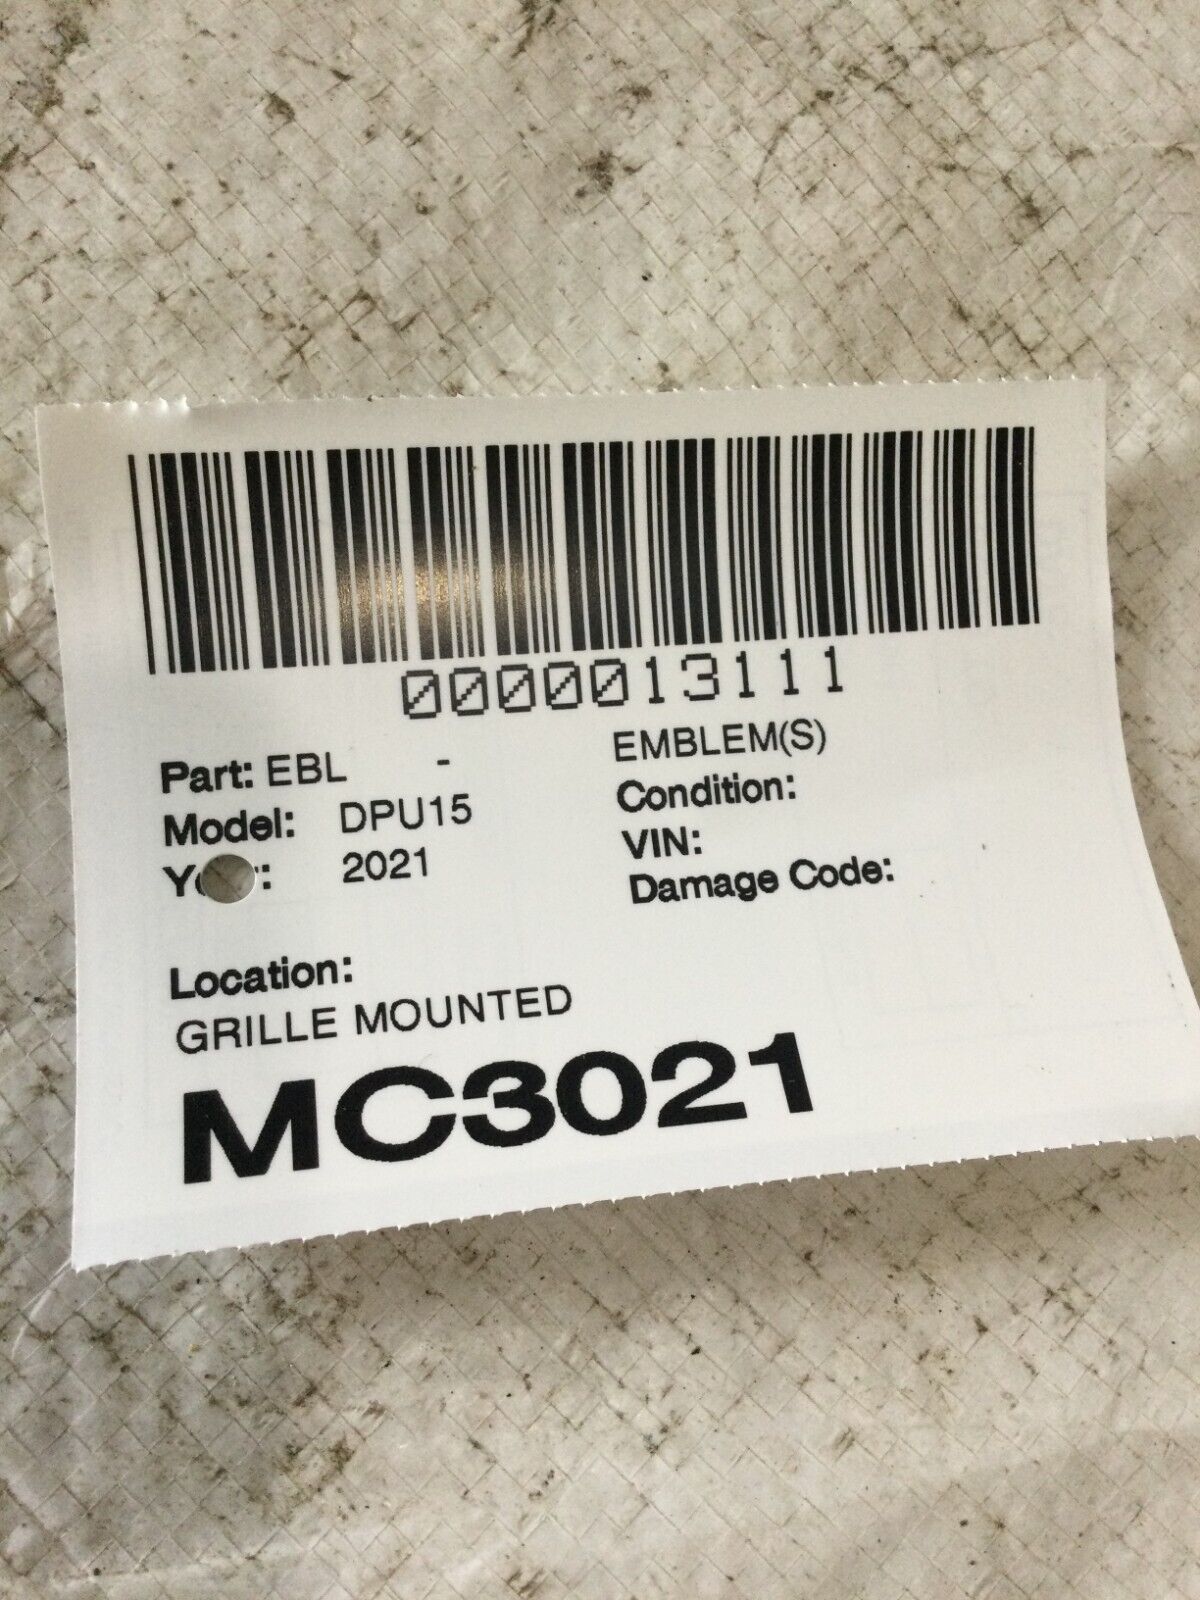 0000013111
Part: EBL - EMBLEM(S)
Model: DPU15 Condition:
2021 VIN:
Damage Code:
Location:
GRILLE MOUNTED
MC3021